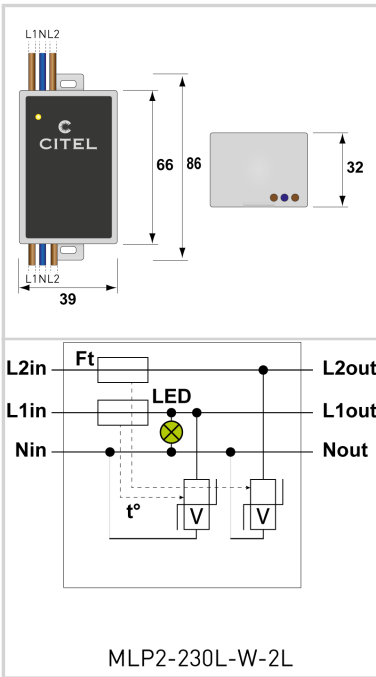 L1NL2
C
CITEL
66
86
32
L1NL2
39
Ft
L2in
L2out
LED
L1in
L1out
Nin
Nout
t°
V
V
MLP2-230L-W-2L